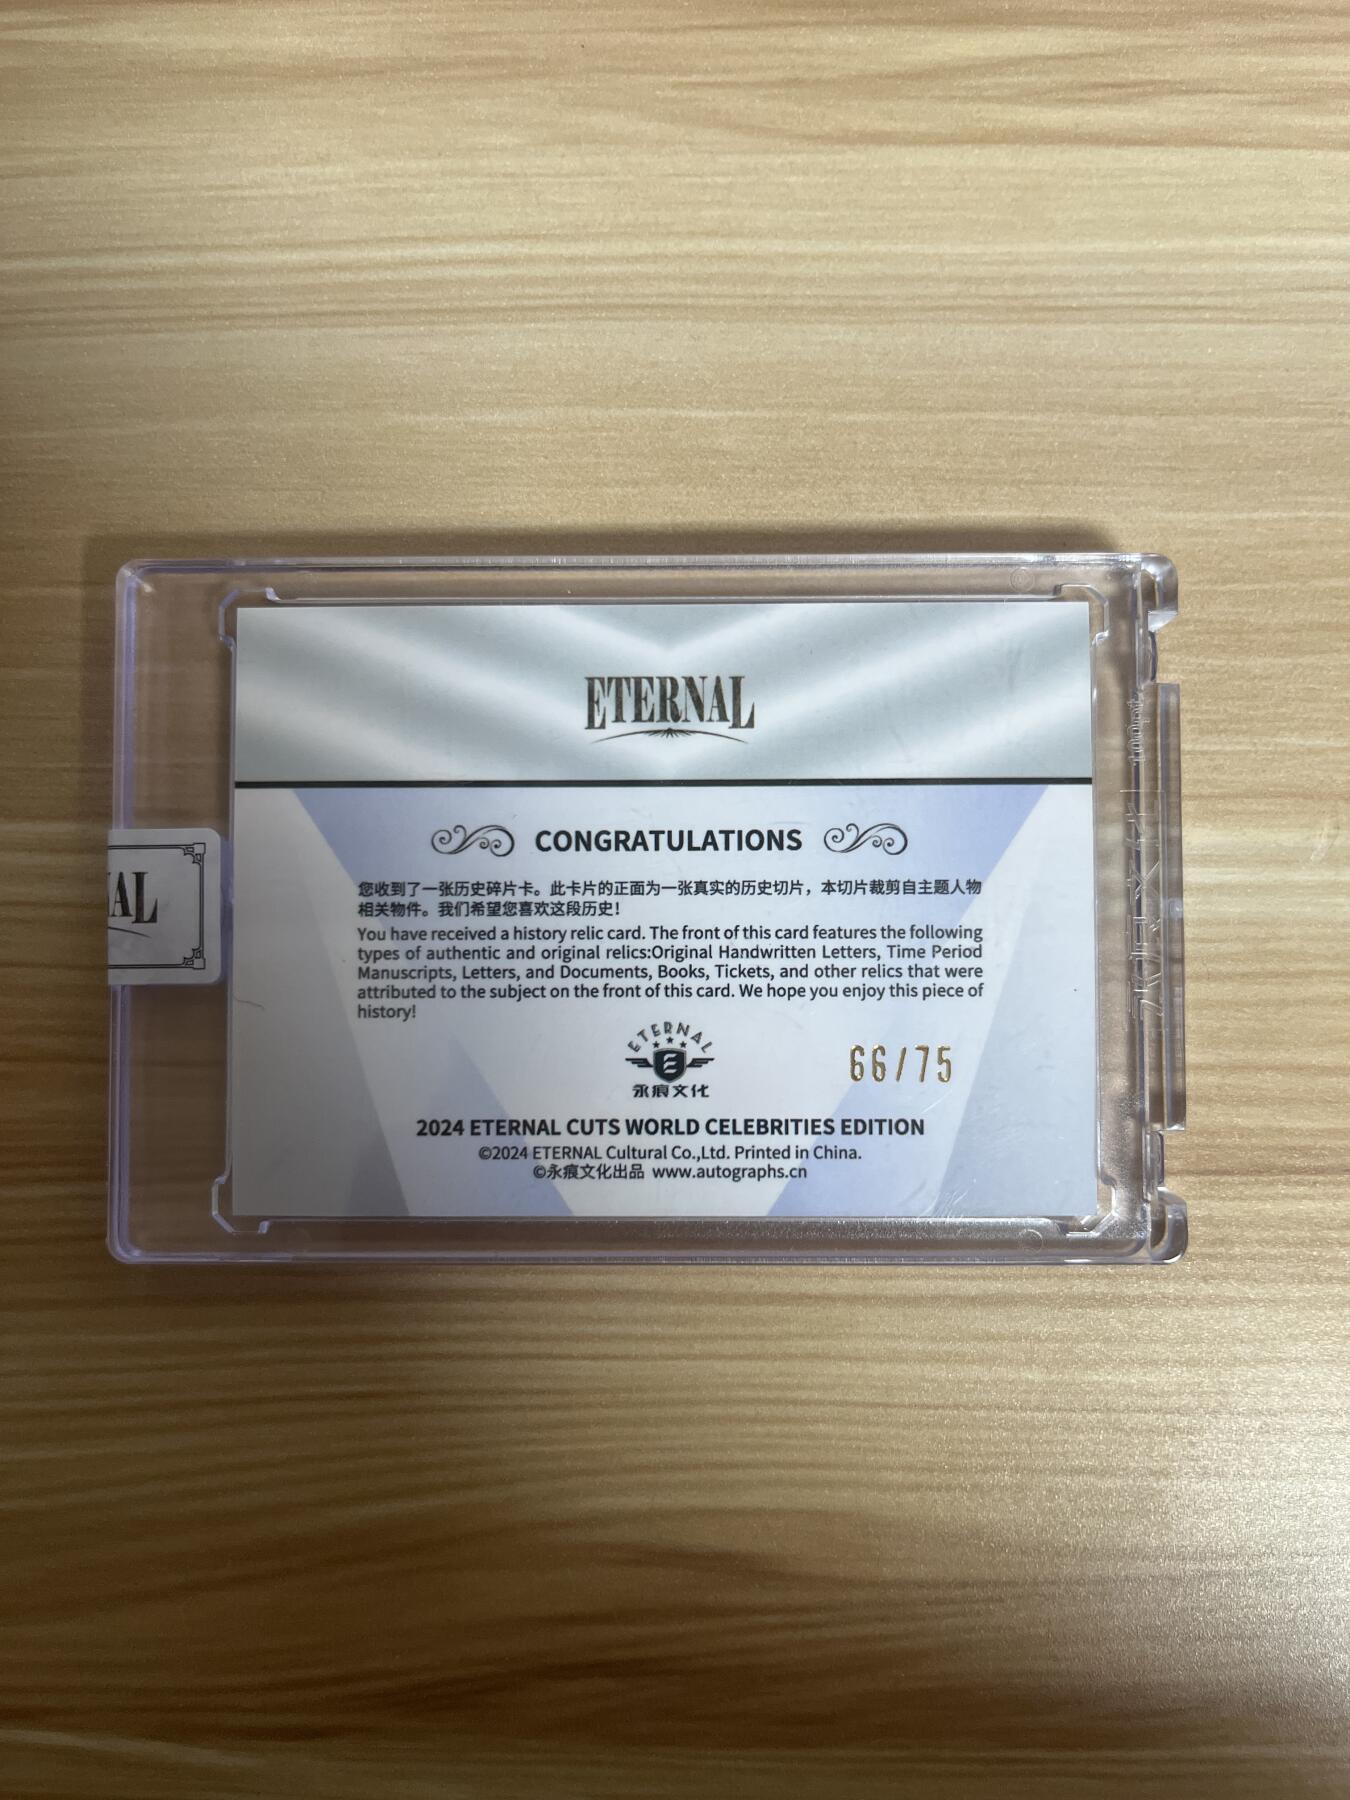 ETERNAL
CONGRATULATIONS
您收到了一张历史碎片卡。此卡片的正面为一张真实的历史切片，本切片裁剪自主题人物
相关物件。我们希望您喜欢这段历史！
You have received a history relic card. The front of this card features the following
types of authentic and original relics:Original Handwritten Letters, Time Period
Manuscripts, Letters, and Documents, Books, Tickets, and other relics that were
attributed to the subject on the front of this card. We hope you enjoy this piece of
history!
ETERNAL
永痕文化
66/75
2024 ETERNAL CUTS WORLD CELEBRITIES EDITION
©2024 ETERNAL Cultural Co.,Ltd. Printed in China.
©永痕文化出品 www.autographs.cn
AL
永痕文化